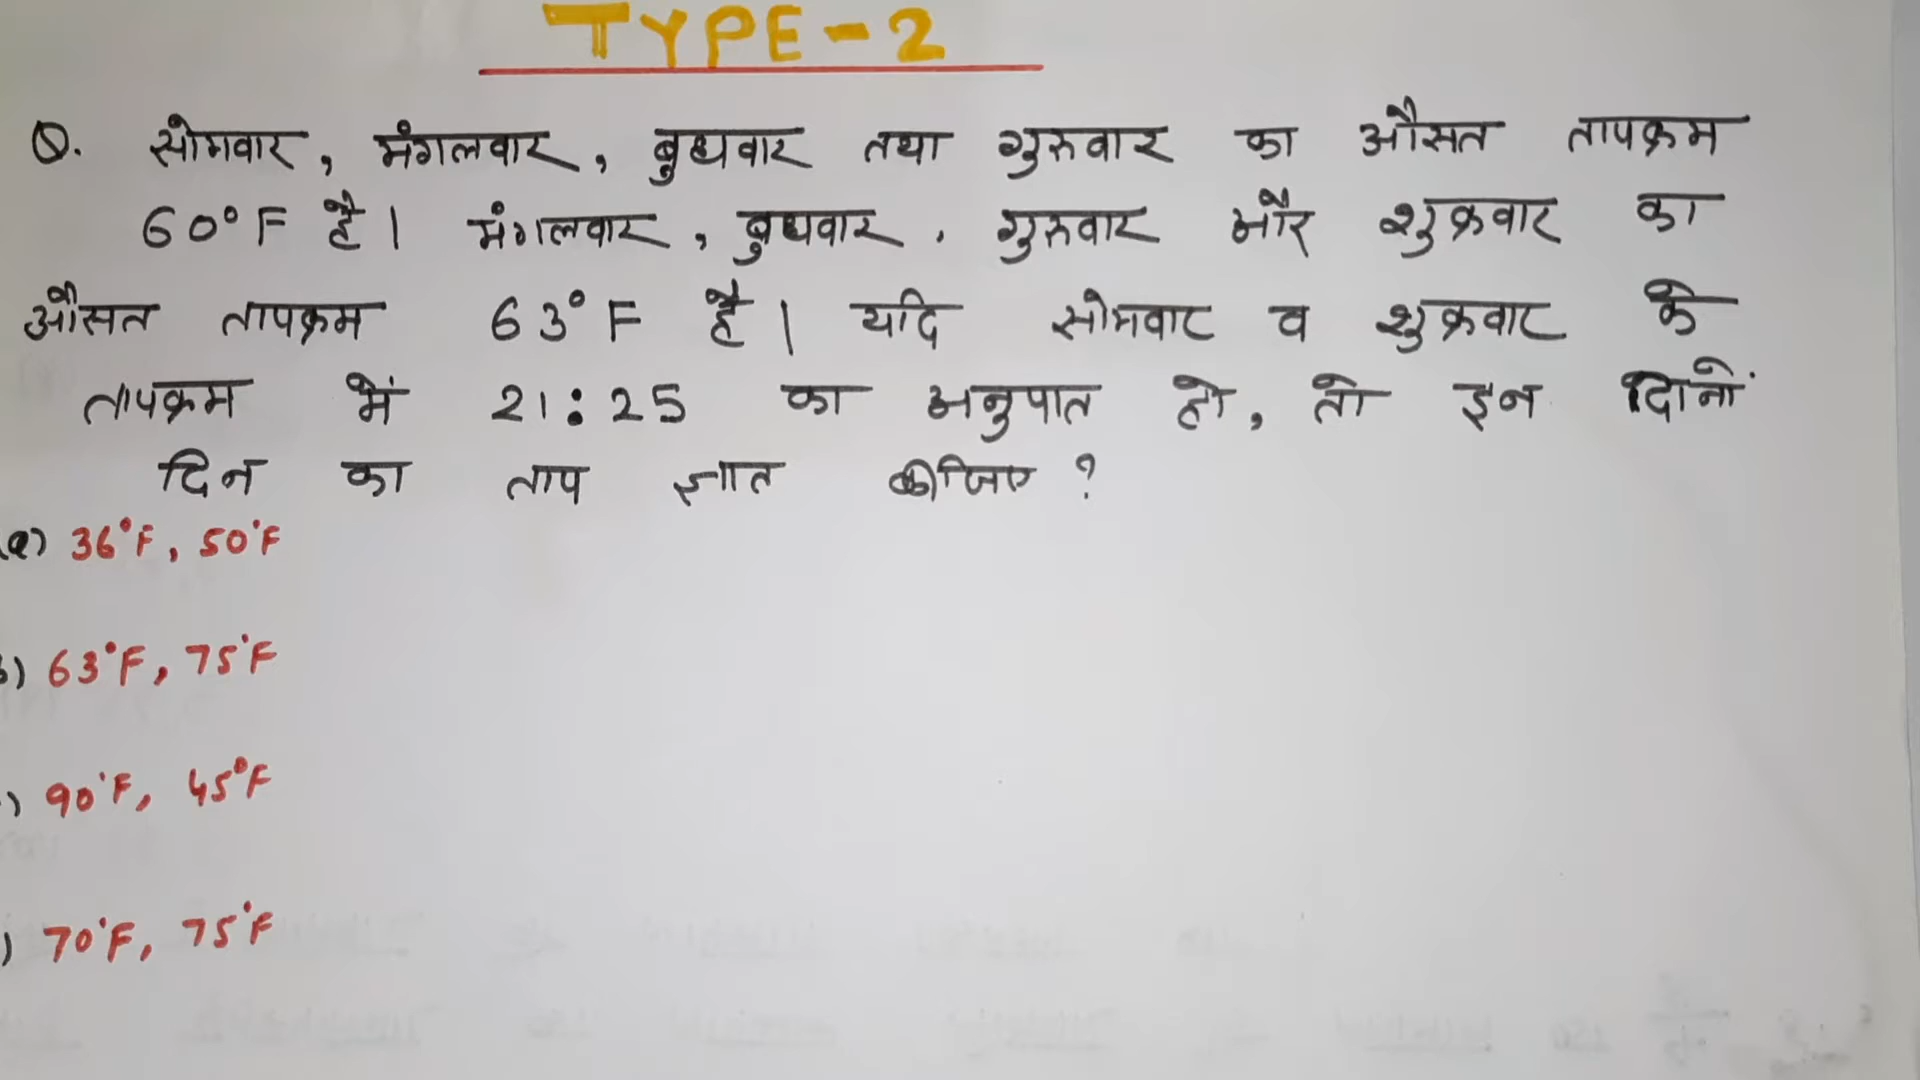 TYPE-2
Q. सोमवार, मंगलवार, बुधवार तथा गुरुवार का औसत तापक्रम
60°F है। मंगलवार, बुधवार, गुरुवार और शुक्रवार का
औसत तापक्रम 63°F है। यदि सोमवार व शुक्रवार के
तापक्रम में 21:25 का अनुपात हो, तो इन दिनों
दिन का ताप ज्ञात कीजिए ?
a) 36°F, 50°F
b) 63°F, 75°F
) 90°F, 45°F
) 70°F, 75°F